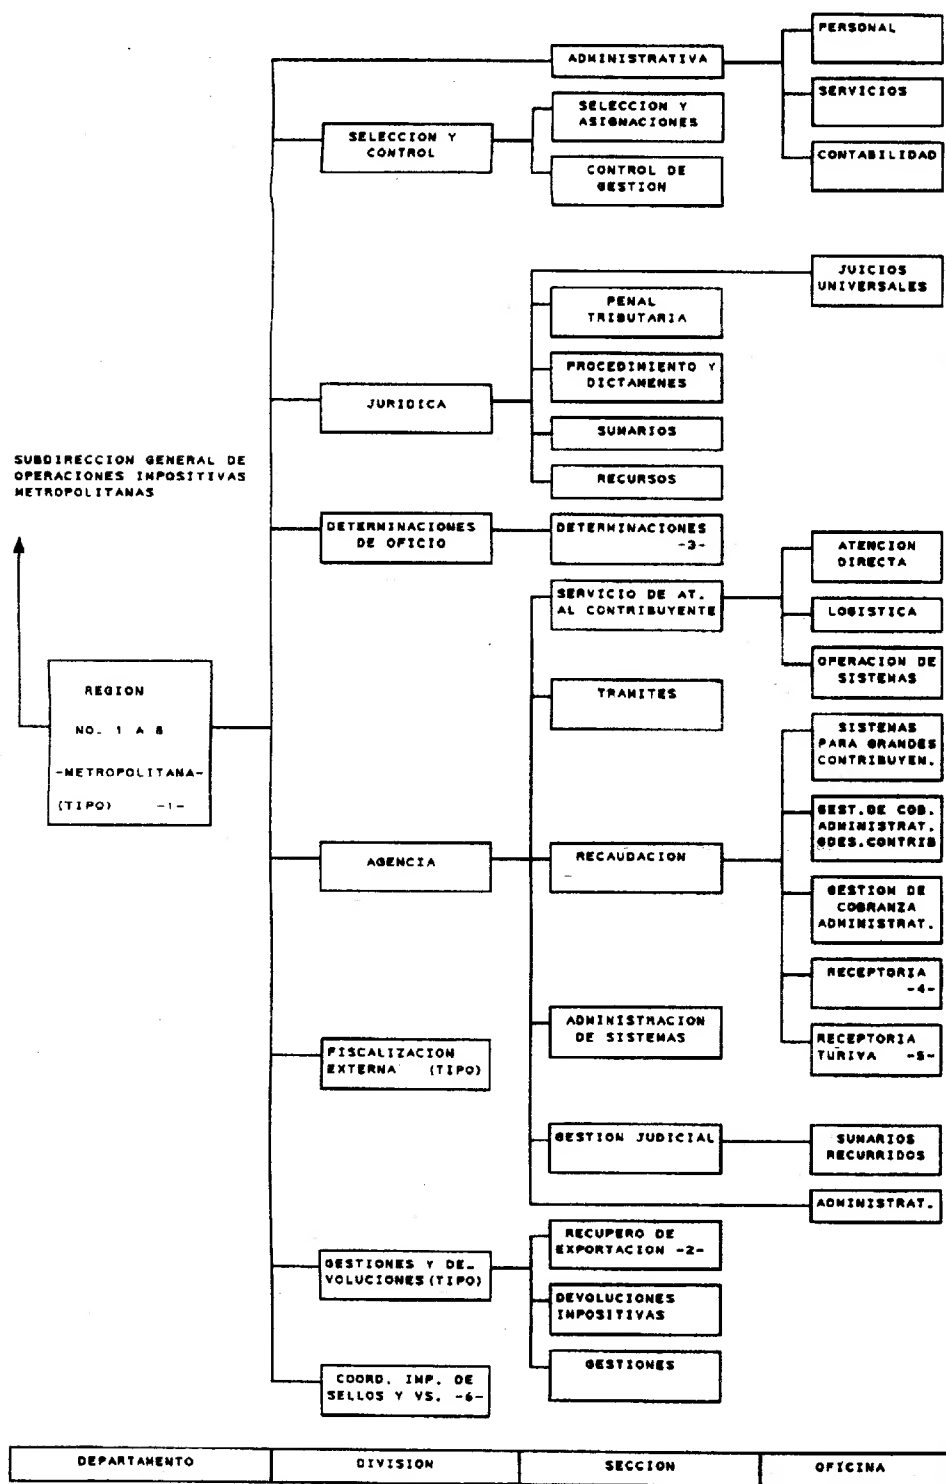 PERSONAL
ADMINISTRATIVA
SERVICIOS
SELECCION Y
ASIGNACIONES
SELECCION Y
CONTROL
CONTABILIDAD
CONTROL DE
GESTION
JUICIOS
UNIVERSALES
PENAL
TRIBUTARIA
PROCEDIMIENTO Y
DICTAMENES
JURIDICA
SUMARIOS
RECURSOS
SUBDIRECCION GENERAL DE
OPERACIONES IMPOSITIVAS
METROPOLITANAS
DETERMINACIONES
DE OFICIO
DETERMINACIONES
-3-
ATENCION
DIRECTA
SERVICIO DE AT.
AL CONTRIBUYENTE
LOGISTICA
OPERACION DE
SISTEMAS
TRAMITES
REGION
NO. 1 A 8
-METROPOLITANA-
(TIPO) -1-
SISTEMAS
PARA GRANDES
CONTRIBUYEN.
GEST.DE COB.
ADMINISTRAT.
GDES.CONTRIB
AGENCIA
RECAUDACION
GESTION DE
COBRANZA
ADMINISTRAT.
RECEPTORIA
-4-
ADMINISTRACION
DE SISTEMAS
RECEPTORIA
TURIVA -5-
FISCALIZACION
EXTERNA (TIPO)
GESTION JUDICIAL
SUMARIOS
RECURRIDOS
ADMINISTRAT.
RECUPERO DE
EXPORTACION -2-
GESTIONES Y DE_
VOLUCIONES(TIPO)
DEVOLUCIONES
IMPOSITIVAS
GESTIONES
COORD. IMP. DE
SELLOS Y VS. -6-
DEPARTAMENTO DIVISION SECCION OFICINA